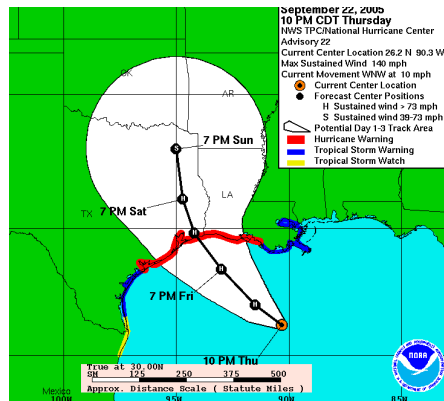 September 22, 2005
10 PM CDT Thursday
NWS TPC/National Hurricane Center
Advisory 22
Current Center Location 26.2 N 90.3 W
Max Sustained Wind 140 mph
Current Movement WNW at 10 mph
Current Center Location
Forecast Center Positions
H Sustained wind > 73 mph
S Sustained wind 39-73 mph
Potential Day 1-3 Track Area
Hurricane Warning
Tropical Storm Warning
Tropical Storm Watch
OK
AR
S
7 PM Sun
LA
TX
7 PM Sat
H
H
H
7 PM Fri
H
10 PM Thu
NOAA
True at 30.00N
SM 125 250 375 500
Approx. Distance Scale ( Statute Miles )
Mexico
100W 95W 90N 85W